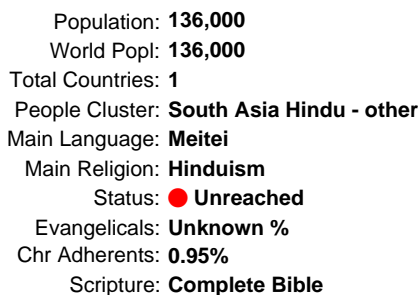 Population: 136,000
World Popl: 136,000
Total Countries: 1
People Cluster: South Asia Hindu - other
Main Language: Meitei
Main Religion: Hinduism
Status: Unreached
Evangelicals: Unknown %
Chr Adherents: 0.95%
Scripture: Complete Bible